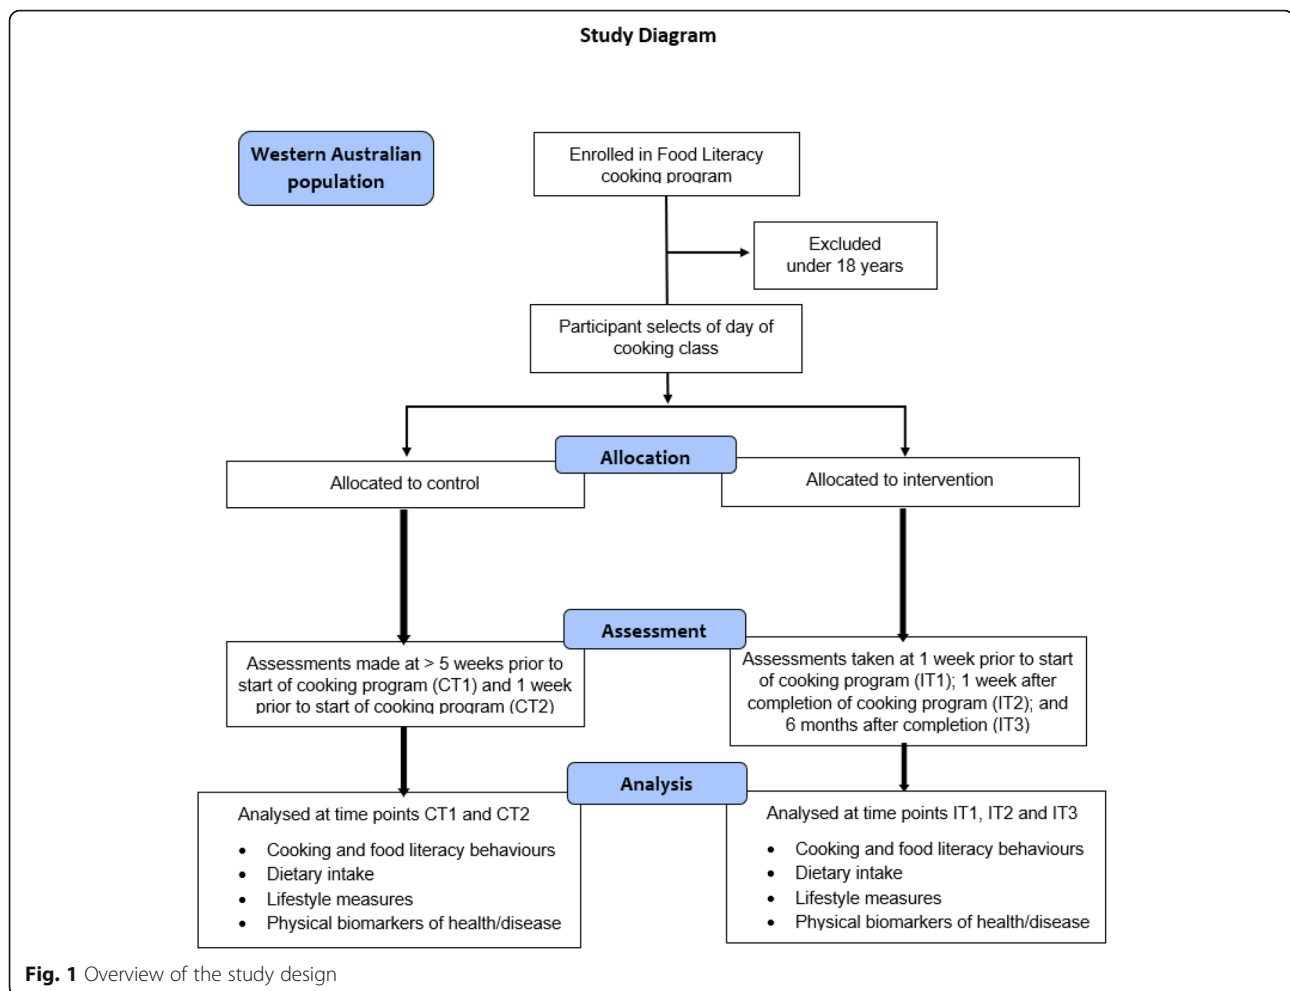 Study Diagram
Western Australian
population
Enrolled in Food Literacy
cooking program
Excluded
under 18 years
Participant selects of day of
cooking class
Allocation
Allocated to control
Allocated to intervention
Assessment
Assessments made at > 5 weeks prior to
start of cooking program (CT1) and 1 week
prior to start of cooking program (CT2)
Assessments taken at 1 week prior to start
of cooking program (IT1); 1 week after
completion of cooking program (IT2); and
6 months after completion (IT3)
Analysis
Analysed at time points CT1 and CT2
• Cooking and food literacy behaviours
• Dietary intake
• Lifestyle measures
• Physical biomarkers of health/disease
Analysed at time points IT1, IT2 and IT3
• Cooking and food literacy behaviours
• Dietary intake
• Lifestyle measures
• Physical biomarkers of health/disease
Fig. 1 Overview of the study design